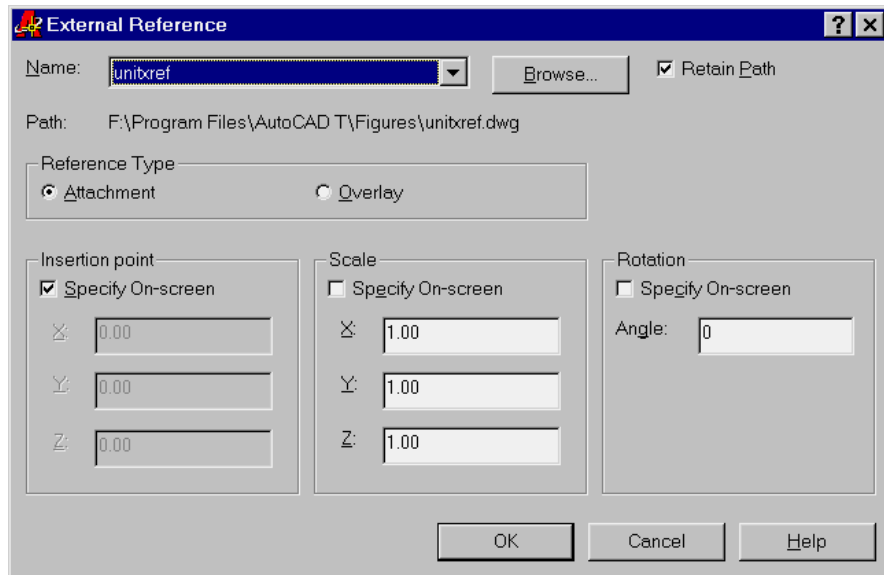 External Reference
Name: unitxref Browse... Retain Path
Path: F:\Program Files\AutoCAD T\Figures\unitxref.dwg
Reference Type
Attachment Overlay
Insertion point
Specify On-screen
X: 0.00
Y: 0.00
Z: 0.00
Scale
Specify On-screen
X: 1.00
Y: 1.00
Z: 1.00
Rotation
Specify On-screen
Angle: 0
OK Cancel Help